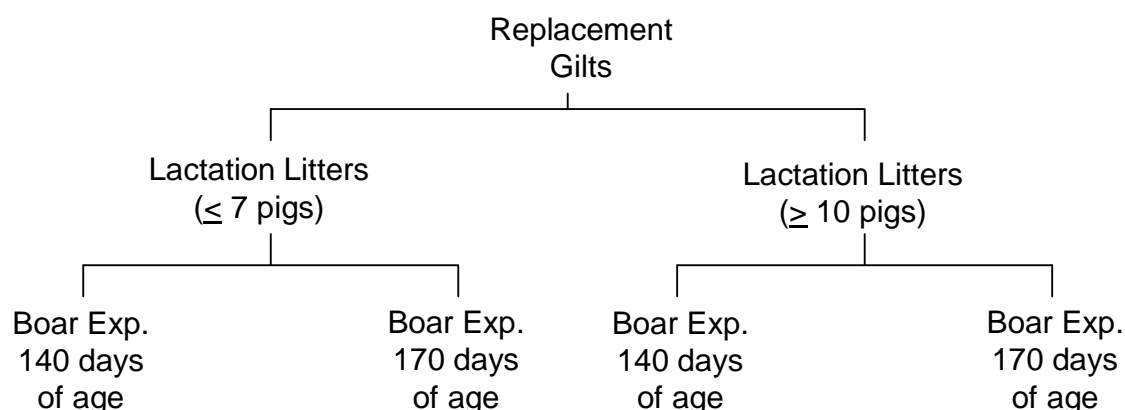 Replacement
Gilts
Lactation Litters
(≤ 7 pigs)
Lactation Litters
(≥ 10 pigs)
Boar Exp.
140 days
of age
Boar Exp.
170 days
of age
Boar Exp.
140 days
of age
Boar Exp.
170 days
of age